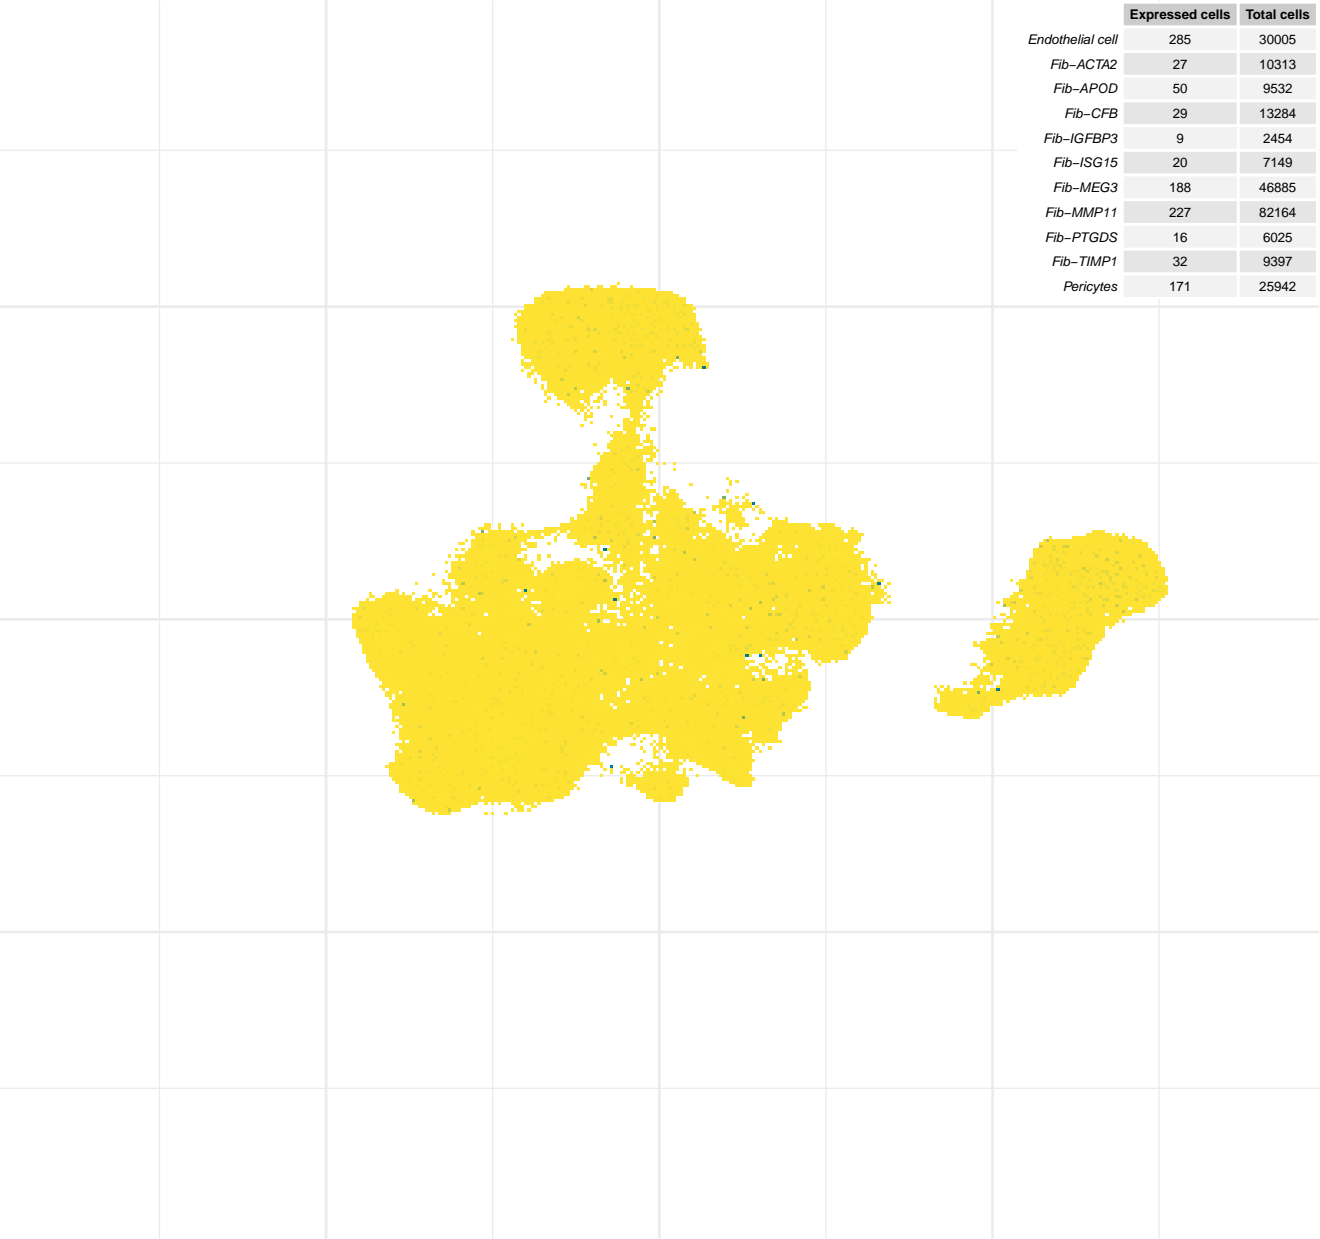 Expressed cells Total cells
Endothelial cell 285 30005
Fib−ACTA2 27 10313
Fib−APOD 50 9532
Fib−CFB 29 13284
Fib−IGFBP3 9 2454
Fib−ISG15 20 7149
Fib−MEG3 188 46885
Fib−MMP11 227 82164
Fib−PTGDS 16 6025
Fib−TIMP1 32 9397
Pericytes 171 25942